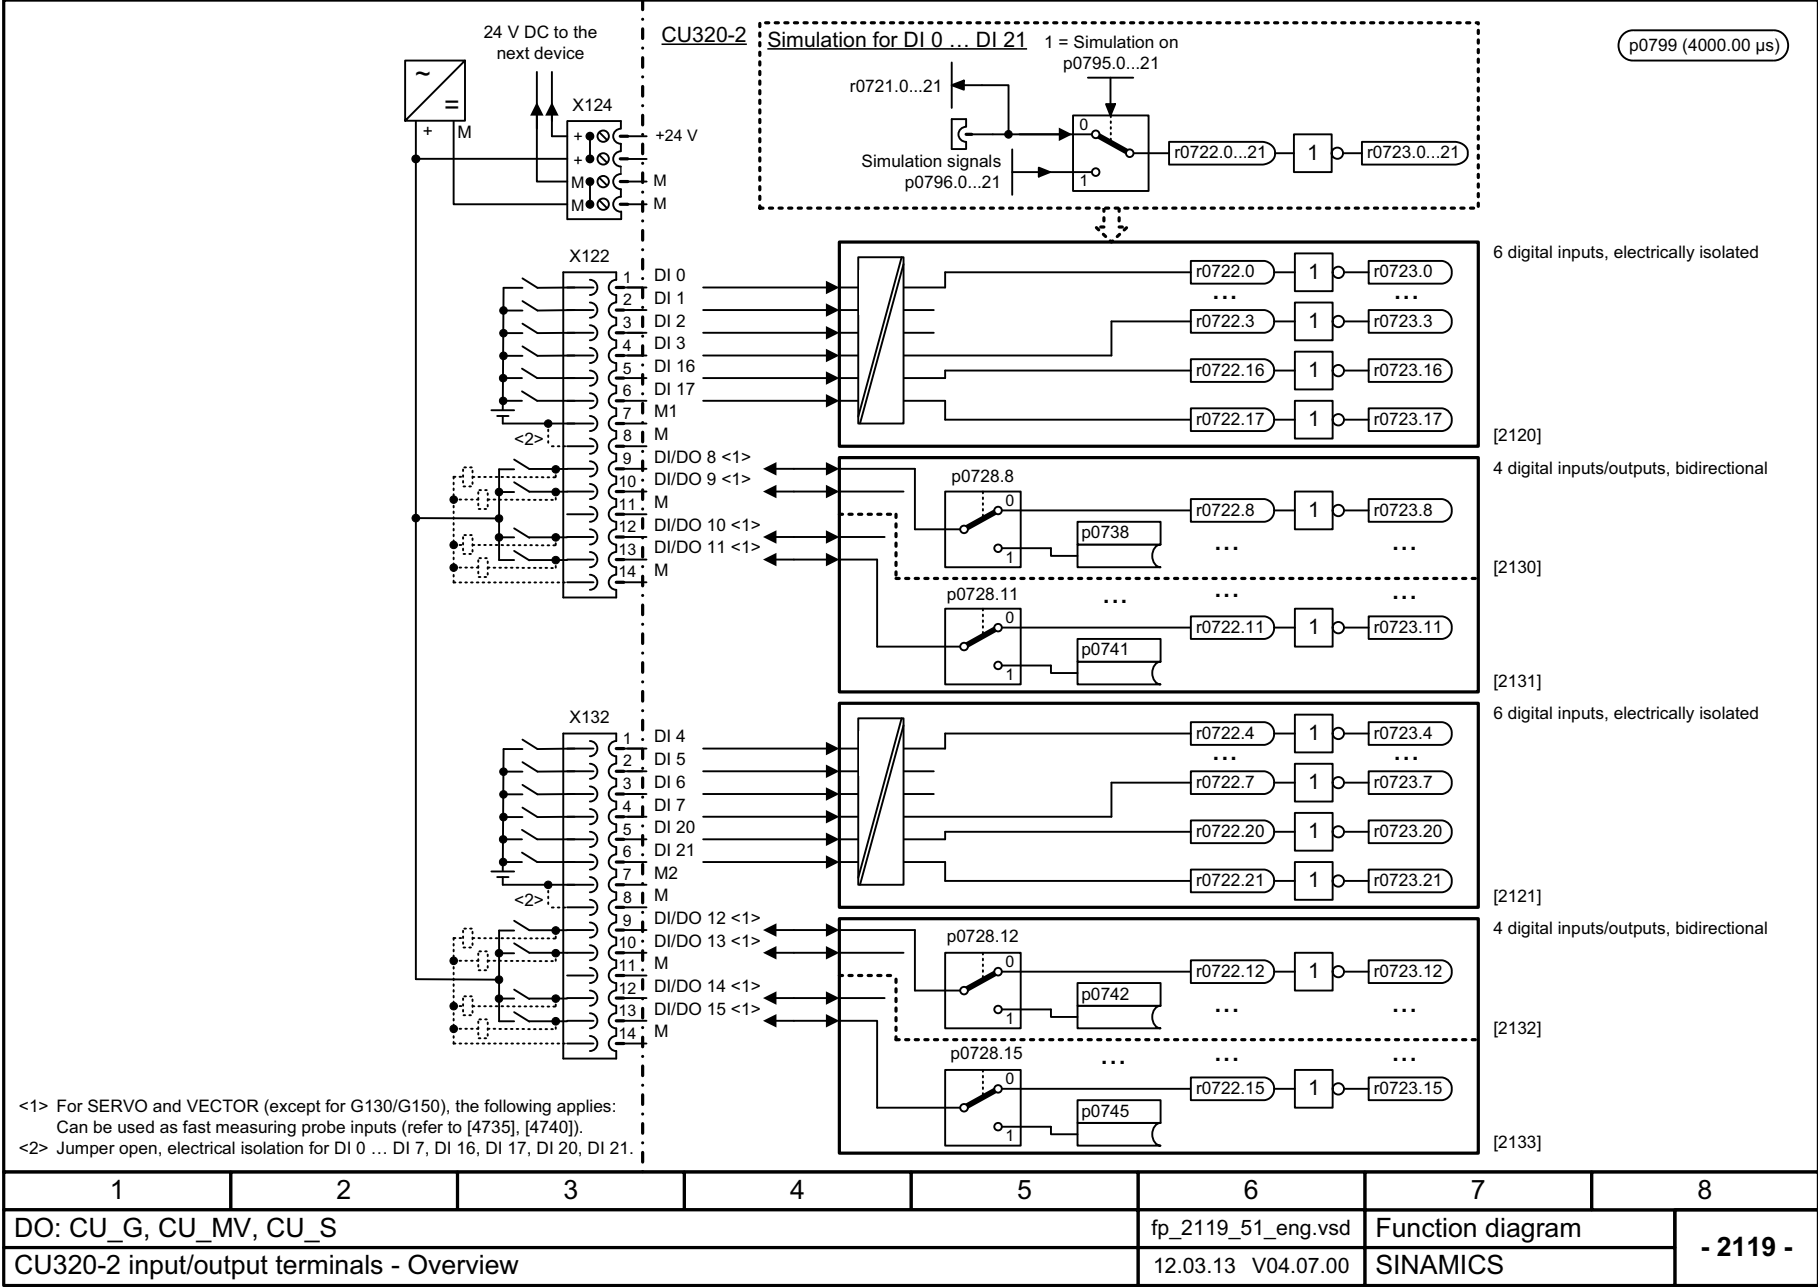 24 V DC to the
next device
CU320-2
Simulation for DI 0 … DI 21
1 = Simulation on
p0795.0...21
p0799 (4000.00 µs)
r0721.0...21
~
=
+
M
X124
+
+24 V
+
M
M
M
M
0
1
Simulation signals
p0796.0...21
r0722.0...21
1
r0723.0...21
X122
1 DI 0
2 DI 1
3 DI 2
4 DI 3
5 DI 16
6 DI 17
7 M1
8 M
9 DI/DO 8 <1>
10 DI/DO 9 <1>
11 M
12 DI/DO 10 <1>
13 DI/DO 11 <1>
14 M
<2>
6 digital inputs, electrically isolated
r0722.0 1 r0723.0
... ...
r0722.3 1 r0723.3
r0722.16 1 r0723.16
r0722.17 1 r0723.17
[2120]
4 digital inputs/outputs, bidirectional
p0728.8
0
1
p0738
r0722.8 1 r0723.8
... ...
[2130]
p0728.11
0
1
p0741
... ... ...
r0722.11 1 r0723.11
[2131]
X132
1 DI 4
2 DI 5
3 DI 6
4 DI 7
5 DI 20
6 DI 21
7 M2
8 M
9 DI/DO 12 <1>
10 DI/DO 13 <1>
11 M
12 DI/DO 14 <1>
13 DI/DO 15 <1>
14 M
<2>
6 digital inputs, electrically isolated
r0722.4 1 r0723.4
... ...
r0722.7 1 r0723.7
r0722.20 1 r0723.20
r0722.21 1 r0723.21
[2121]
4 digital inputs/outputs, bidirectional
p0728.12
0
1
p0742
r0722.12 1 r0723.12
... ...
[2132]
p0728.15
0
1
p0745
... ... ...
r0722.15 1 r0723.15
[2133]
<1> For SERVO and VECTOR (except for G130/G150), the following applies:
Can be used as fast measuring probe inputs (refer to [4735], [4740]).
<2> Jumper open, electrical isolation for DI 0 … DI 7, DI 16, DI 17, DI 20, DI 21.
1 2 3 4 5 6 7 8
DO: CU_G, CU_MV, CU_S
fp_2119_51_eng.vsd
Function diagram
- 2119 -
CU320-2 input/output terminals - Overview
12.03.13 V04.07.00
SINAMICS